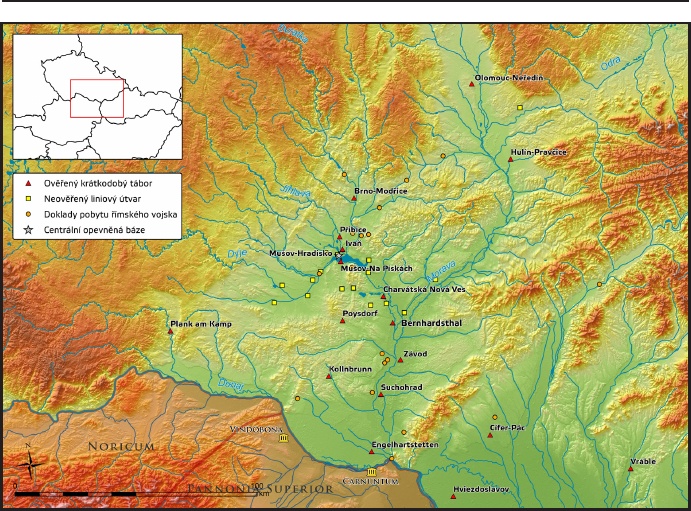 Odra
Olomouc-Neředín
Hulín-Pravčice
Ověřený krátkodobý tábor
Neověřený liniový útvar
Doklady pobytu římského vojska
Centrální opevněná báze
Jihlava
Brno-Modřice
Přibice
Ivaň
Dyje
Mušov-Hradisko
Mušov-Na Pískách
Morava
Charvátská Nová Ves
Plank am Kamp
Poysdorf
Bernhardsthal
Závod
Kollnbrunn
Dunaj
Suchohrad
Vindobona
Cífer-Pác
Noricum
Engelhartstetten
Vráble
N
Carnuntum
0
100
km
Pannonia Superior
Hviezdoslavov